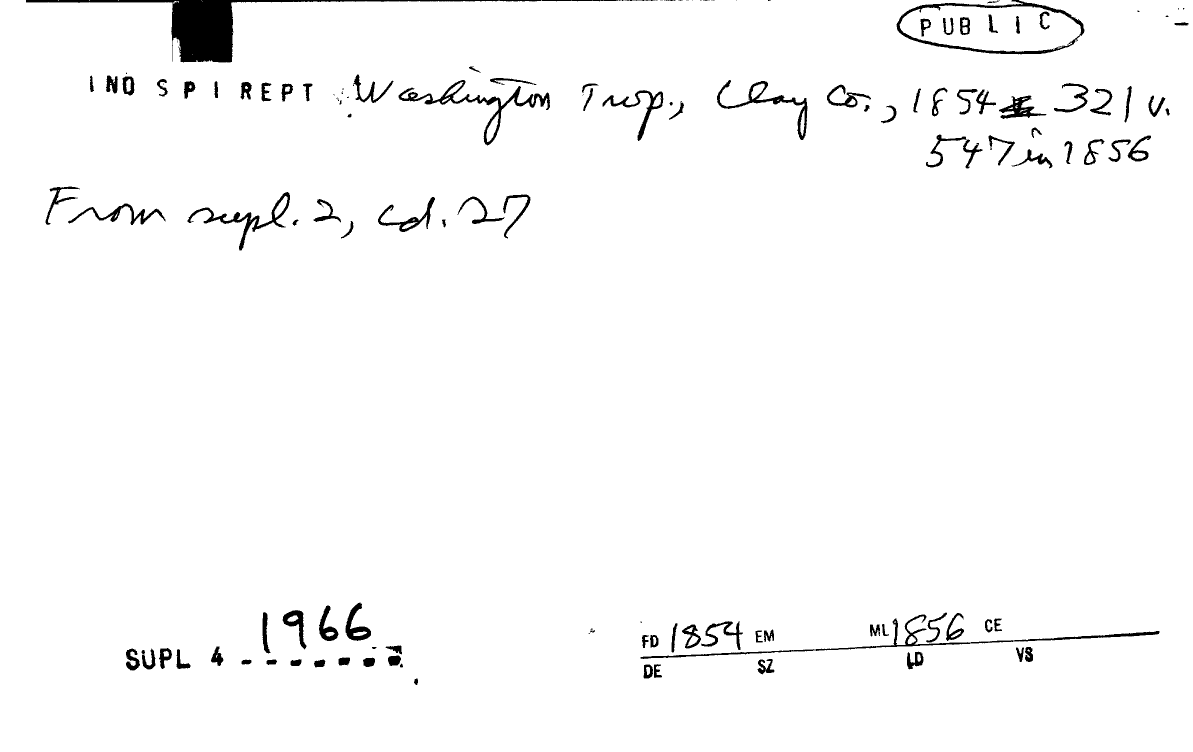 PUBLIC
IND SPI REPT Washington Twp., Clay Co., 1854 321 v.
547 in 1856
From supl. 2, cd. 27
1966
SUPL 4 -------
FD 1854 EM ML 1856 CE
DE SZ LD VS